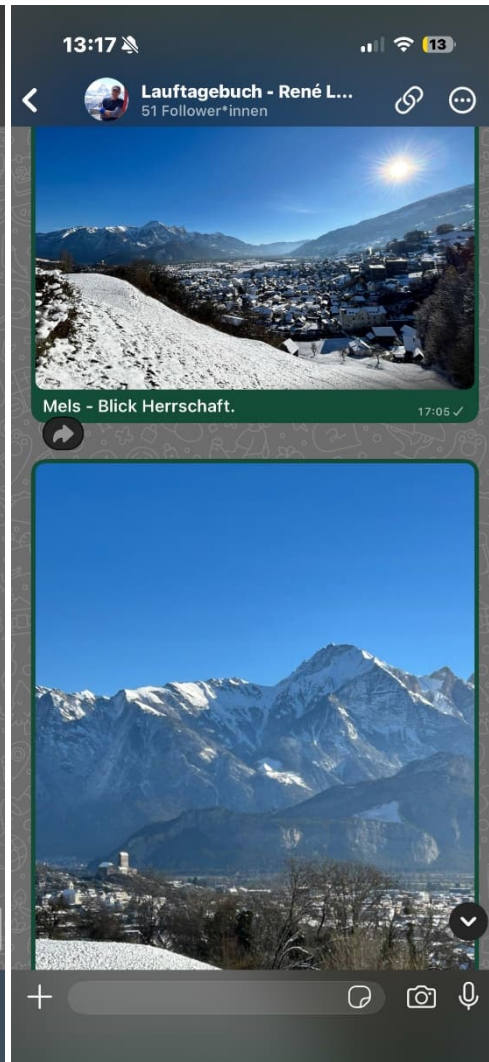 13:17
13
Lauftagebuch - René L...
51 Follower*innen
Mels - Blick Herrschaft.
17:05